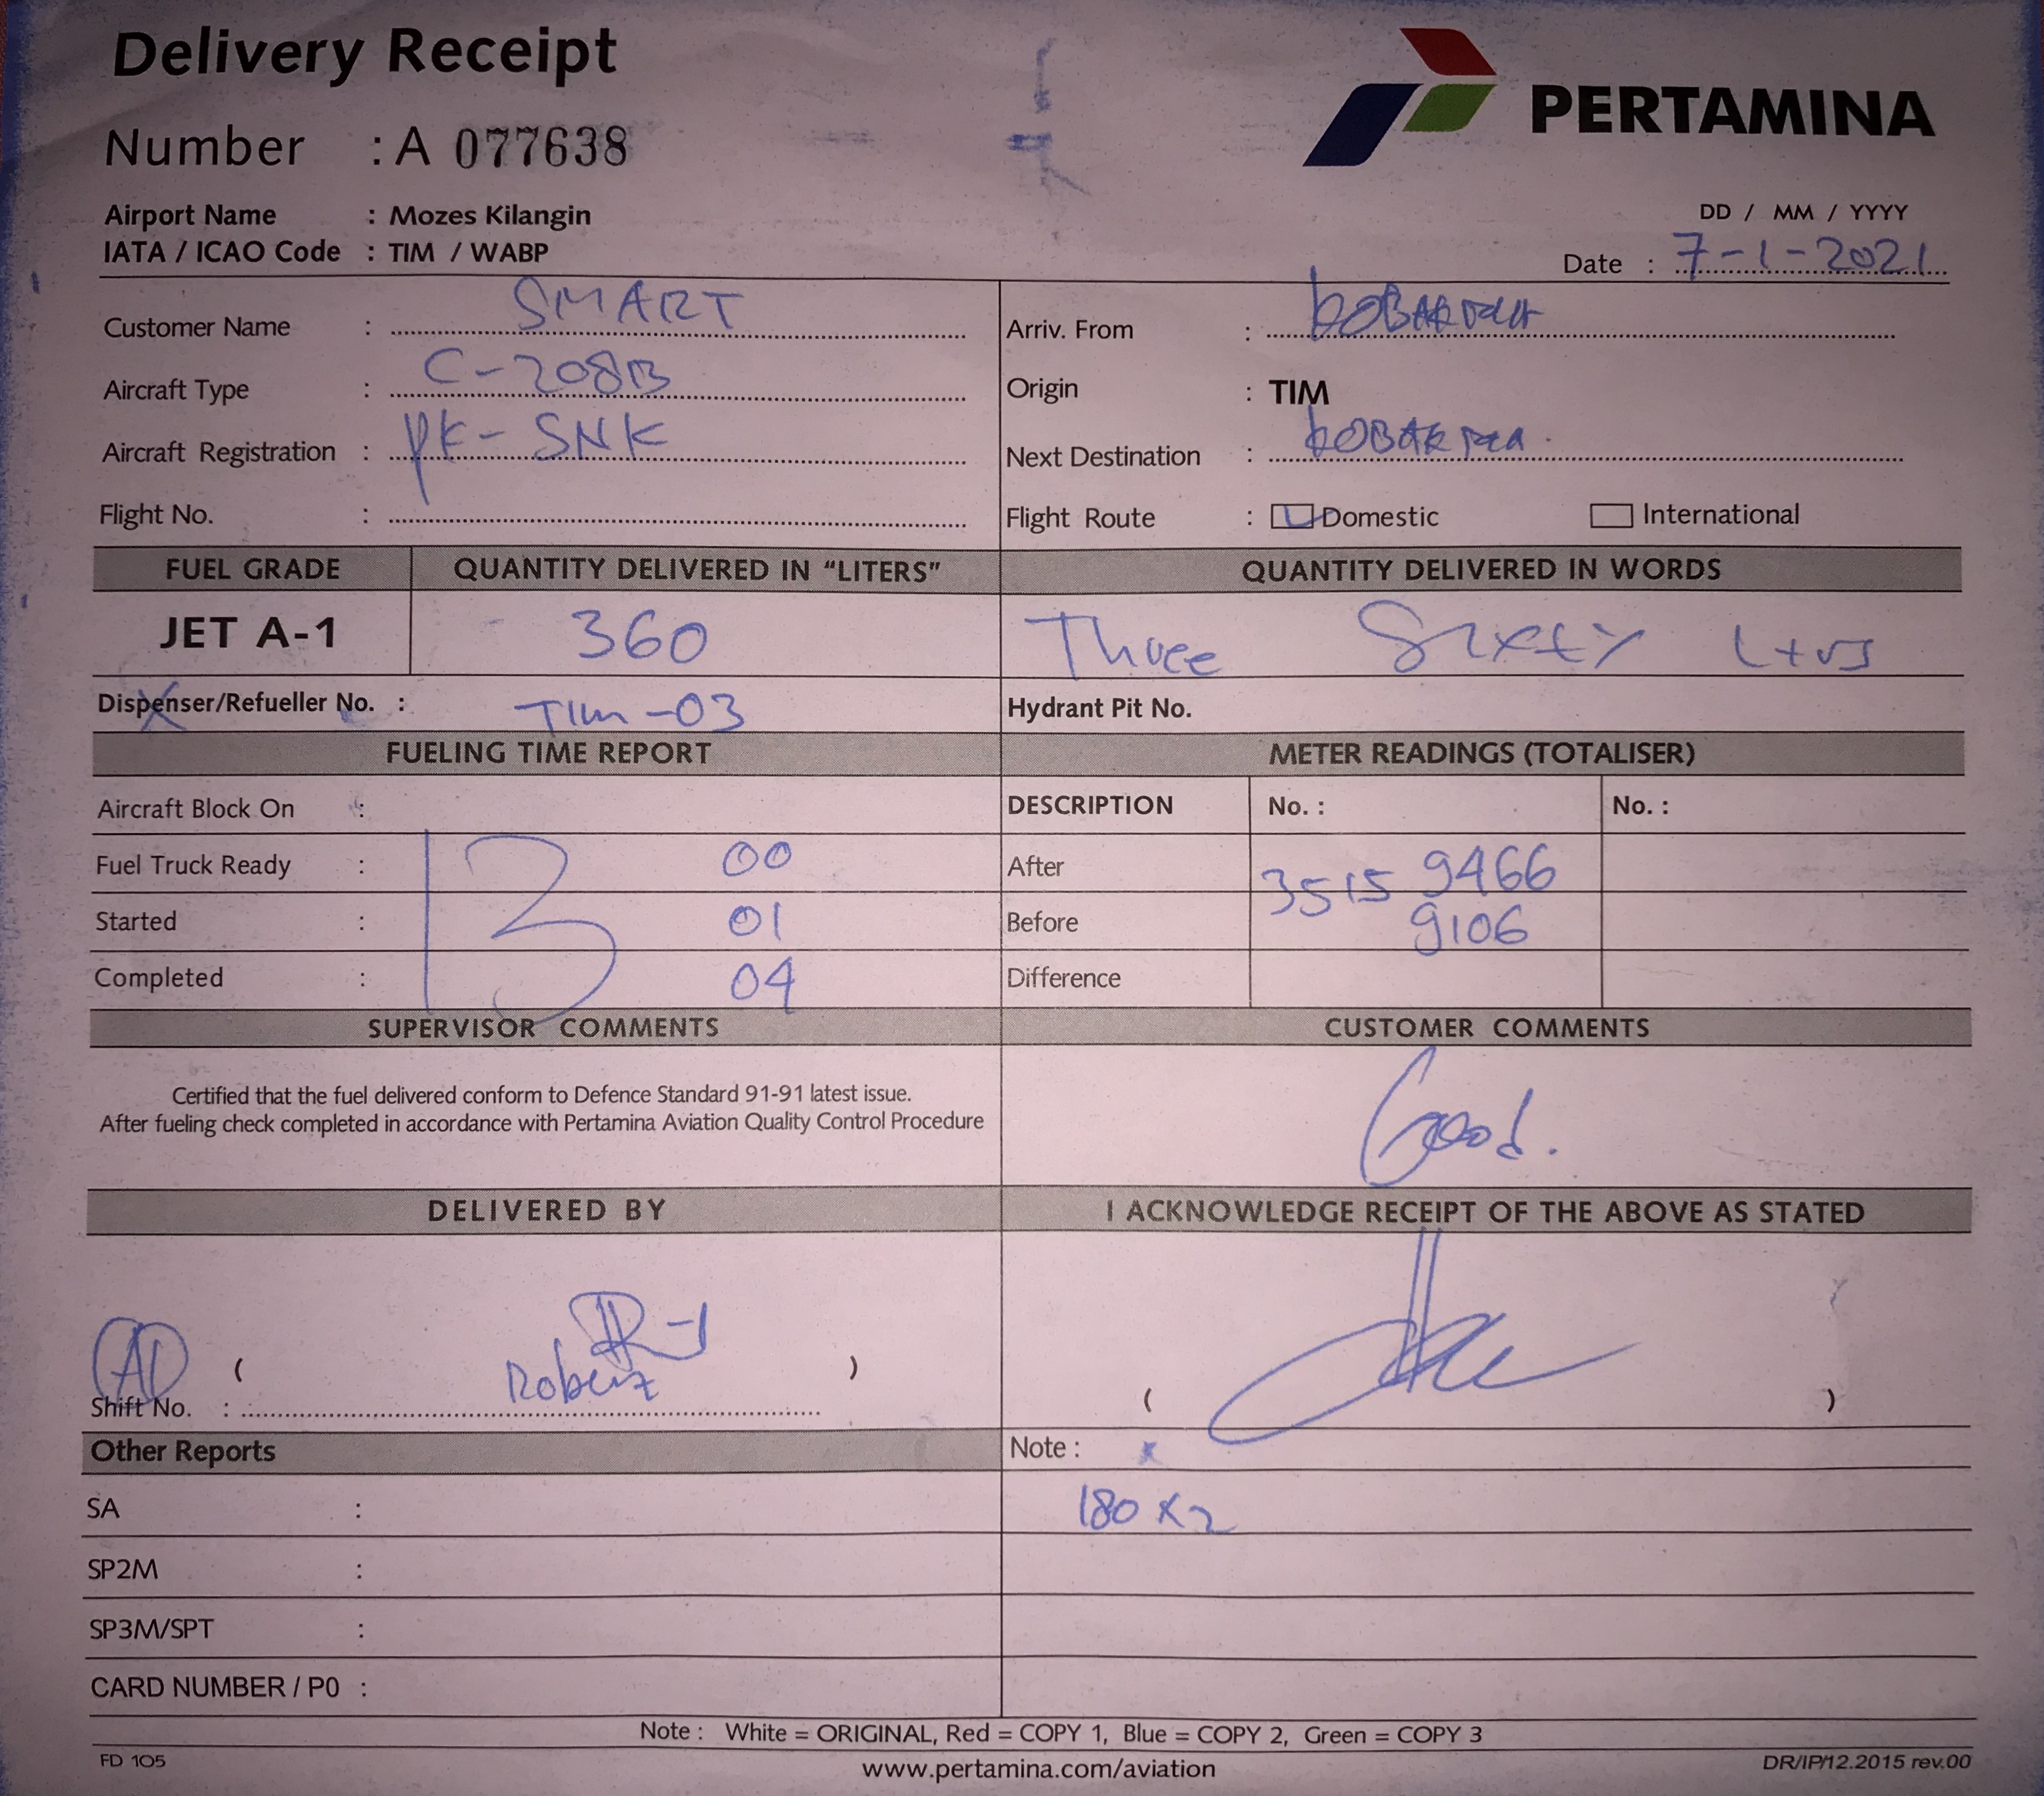 Delivery Receipt
PERTAMINA
Number : A 077638
Airport Name : Mozes Kilangin
IATA / ICAO Code : TIM / WABP
DD / MM / YYYY
Date : 7-1-2021
Customer Name : SMART
Arriv. From :
Aircraft Type : C-208B
Origin : TIM
Aircraft Registration : PK-SNK
Next Destination :
Flight No. :
Flight Route : Domestic International
FUEL GRADE QUANTITY DELIVERED IN "LITERS" QUANTITY DELIVERED IN WORDS
JET A-1 360 Three Sixty Ltrs
Dispenser/Refueller No. : TIM-03 Hydrant Pit No.
FUELING TIME REPORT METER READINGS (TOTALISER)
Aircraft Block On : DESCRIPTION No. : No. :
Fuel Truck Ready : 13 00 After 3515 9466
Started : 01 Before 9106
Completed : 04 Difference
SUPERVISOR COMMENTS CUSTOMER COMMENTS
Certified that the fuel delivered conform to Defence Standard 91-91 latest issue.
After fueling check completed in accordance with Pertamina Aviation Quality Control Procedure
Good.
DELIVERED BY I ACKNOWLEDGE RECEIPT OF THE ABOVE AS STATED
( )
( )
Shift No. :
Other Reports Note :
SA : 180 x 2
SP2M :
SP3M/SPT :
CARD NUMBER / P0 :
Note : White = ORIGINAL, Red = COPY 1, Blue = COPY 2, Green = COPY 3
FD 105 www.pertamina.com/aviation DR/IP/12.2015 rev.00